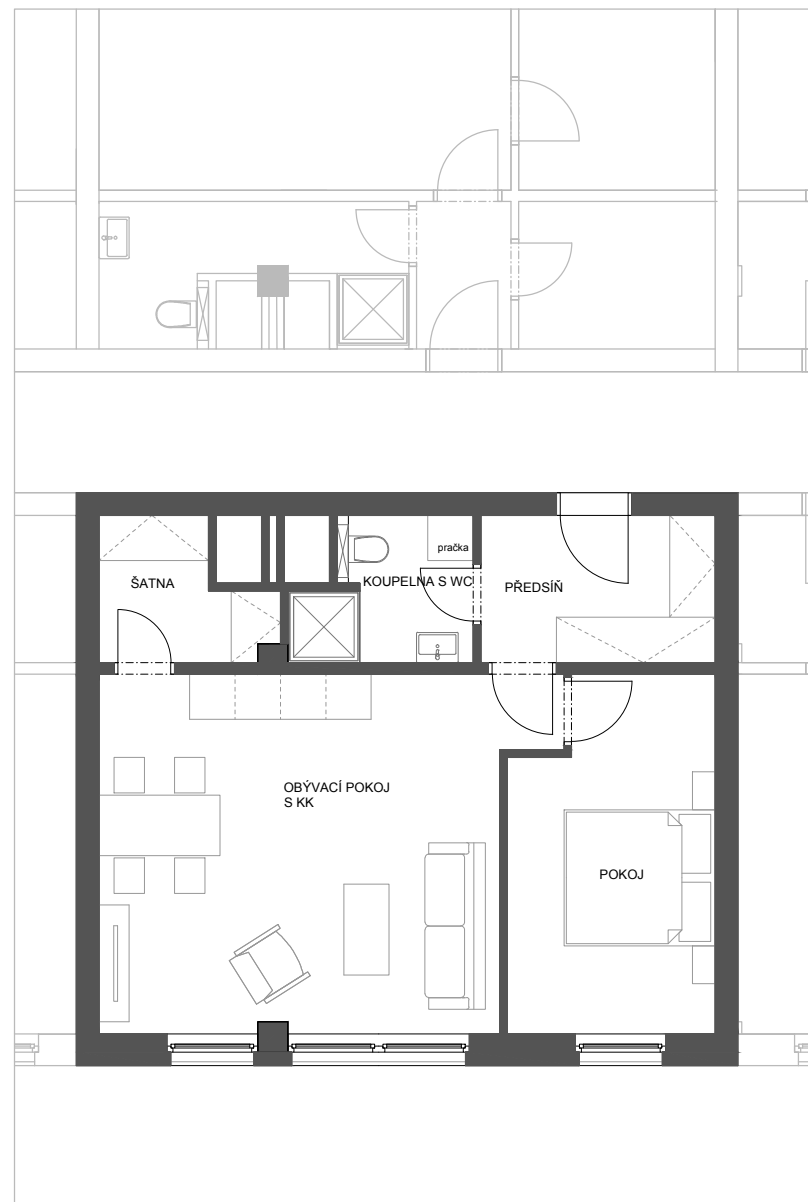 pračka
ŠATNA
KOUPELNA S WC
PŘEDSÍŇ
OBÝVACÍ POKOJ
S KK
POKOJ